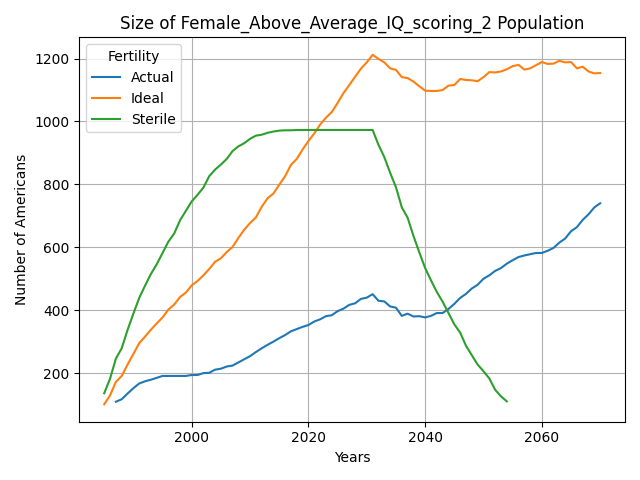 Size of Female_Above_Average_IQ_scoring_2 Population
Fertility
Actual
Ideal
Sterile
Number of Americans
1200
1000
800
600
400
200
2000
2020
2040
2060
Years